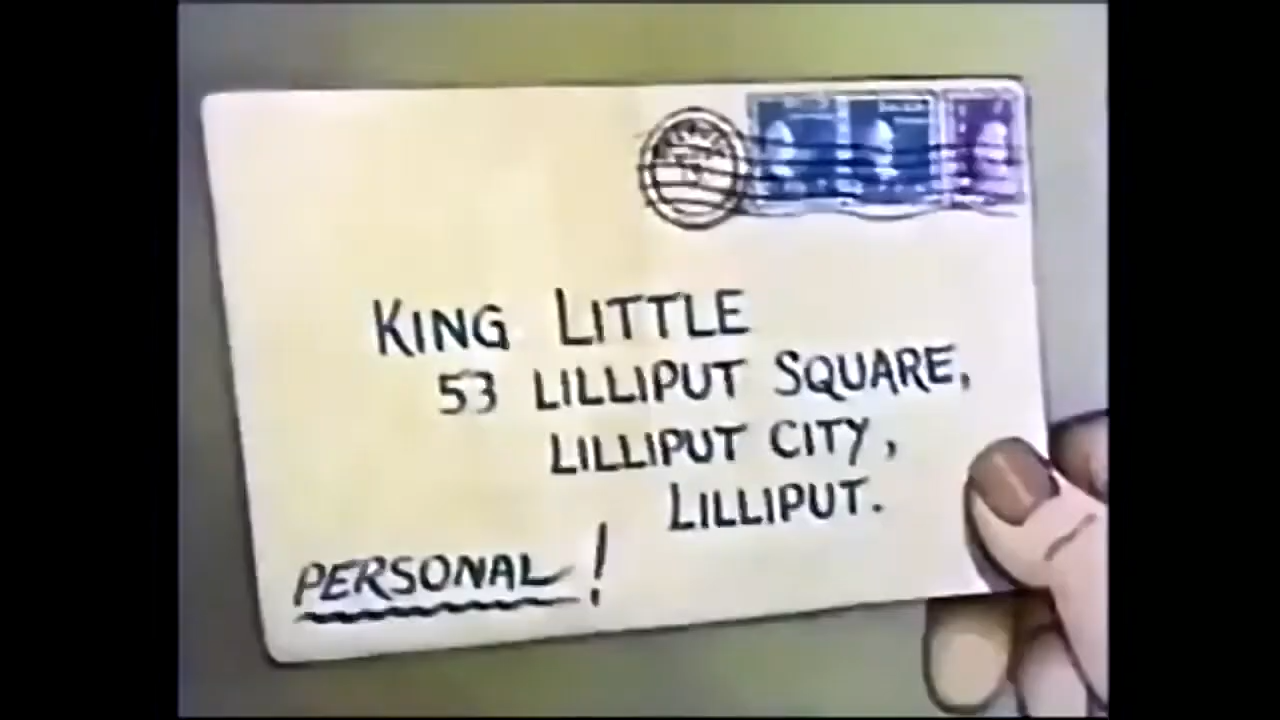 KING LITTLE
53 LILLIPUT SQUARE,
LILLIPUT CITY,
LILLIPUT.
PERSONAL!